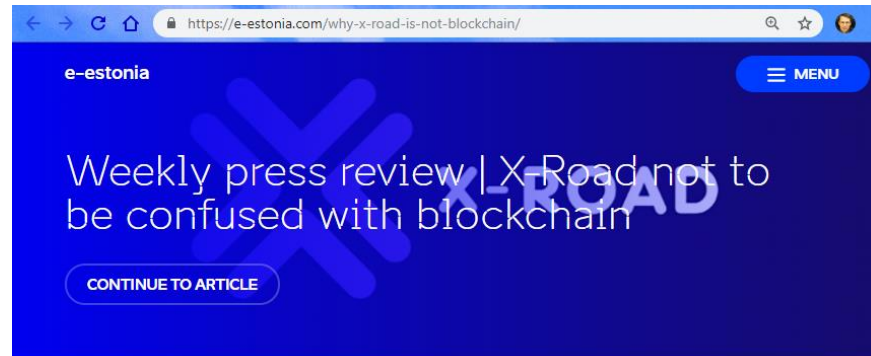 https://e-estonia.com/why-x-road-is-not-blockchain/
e-estonia
MENU
Weekly press review | X-Road not to
be confused with blockchain
X-ROAD
CONTINUE TO ARTICLE